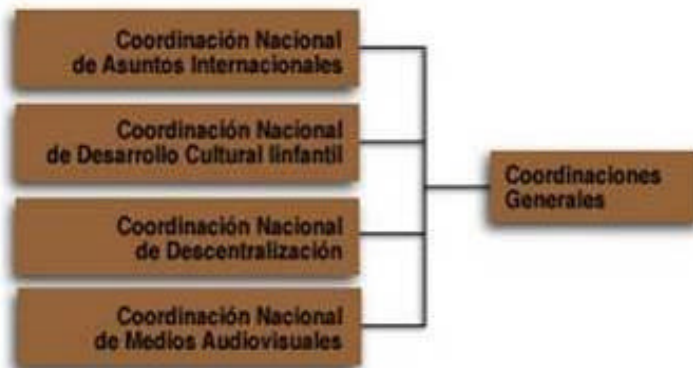 Coordinación Nacional
de Asuntos Internacionales
Coordinación Nacional
de Desarrollo Cultural Iinfantil
Coordinación Nacional
de Descentralización
Coordinación Nacional
de Medios Audiovisuales
Coordinaciones
Generales